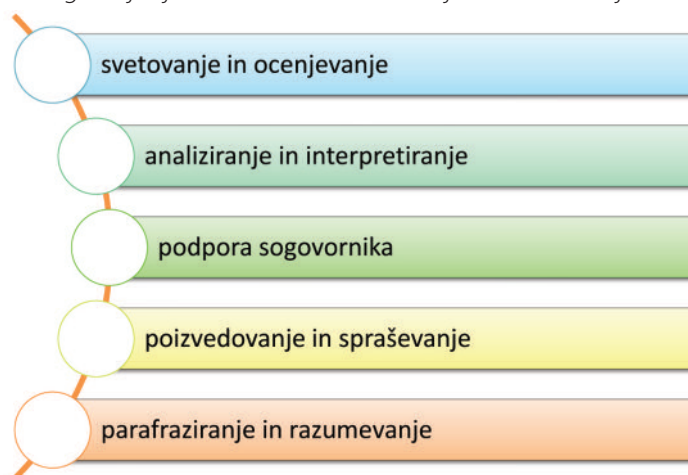 svetovanje in ocenjevanje
analiziranje in interpretiranje
podpora sogovornika
poizvedovanje in spraševanje
parafraziranje in razumevanje